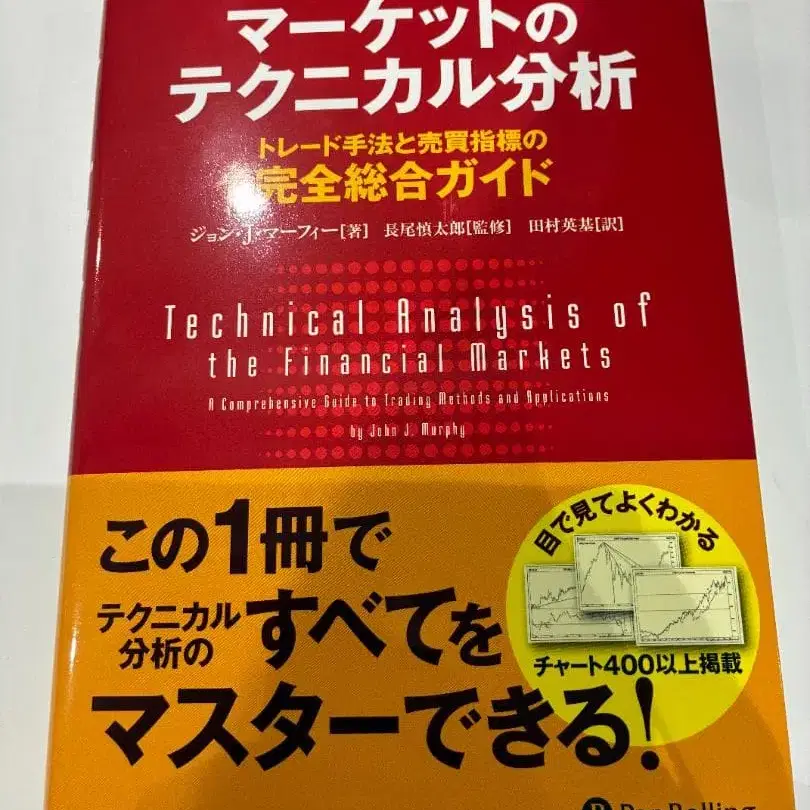 マーケットの
テクニカル分析
トレード手法と売買指標の
完全総合ガイド
ジョン・J・マーフィー[著] 長尾慎太郎[監修] 田村英基[訳]
Technical Analysis of
the Financial Markets
A Comprehensive Guide to Trading Methods and Applications
by John J. Murphy
この1冊で
テクニカル
分析の
すべてを
マスターできる!
目で見てよくわかる
チャート400以上掲載
Pan Rolling